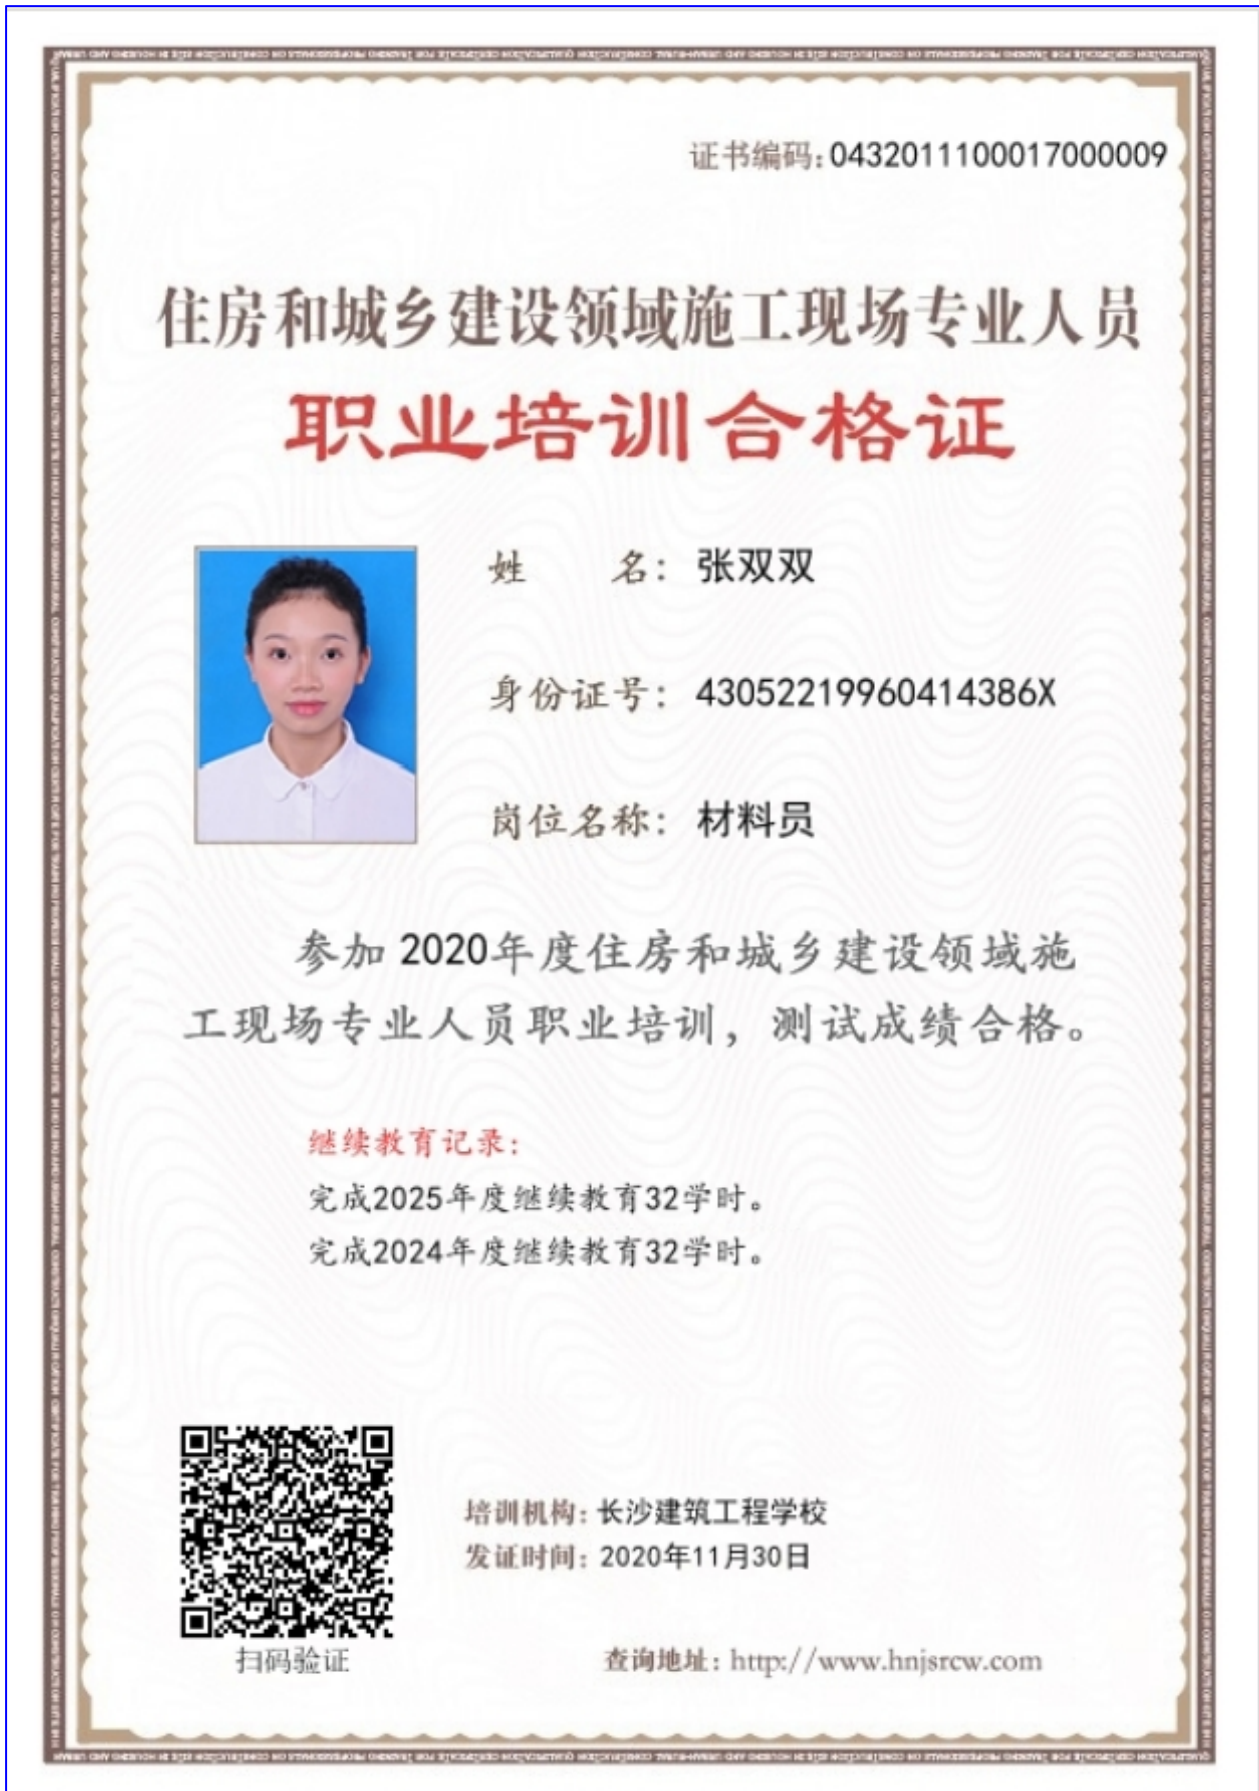 证书编码:0432011100017000009
住房和城乡建设领域施工现场专业人员
职业培训合格证
姓 名: 张双双
身份证号: 43052219960414386X
岗位名称: 材料员
参加 2020年度住房和城乡建设领域施
工现场专业人员职业培训，测试成绩合格。
继续教育记录:
完成2025年度继续教育32学时。
完成2024年度继续教育32学时。
培训机构: 长沙建筑工程学校
发证时间: 2020年11月30日
扫码验证
查询地址: http://www.hnjsrcw.com